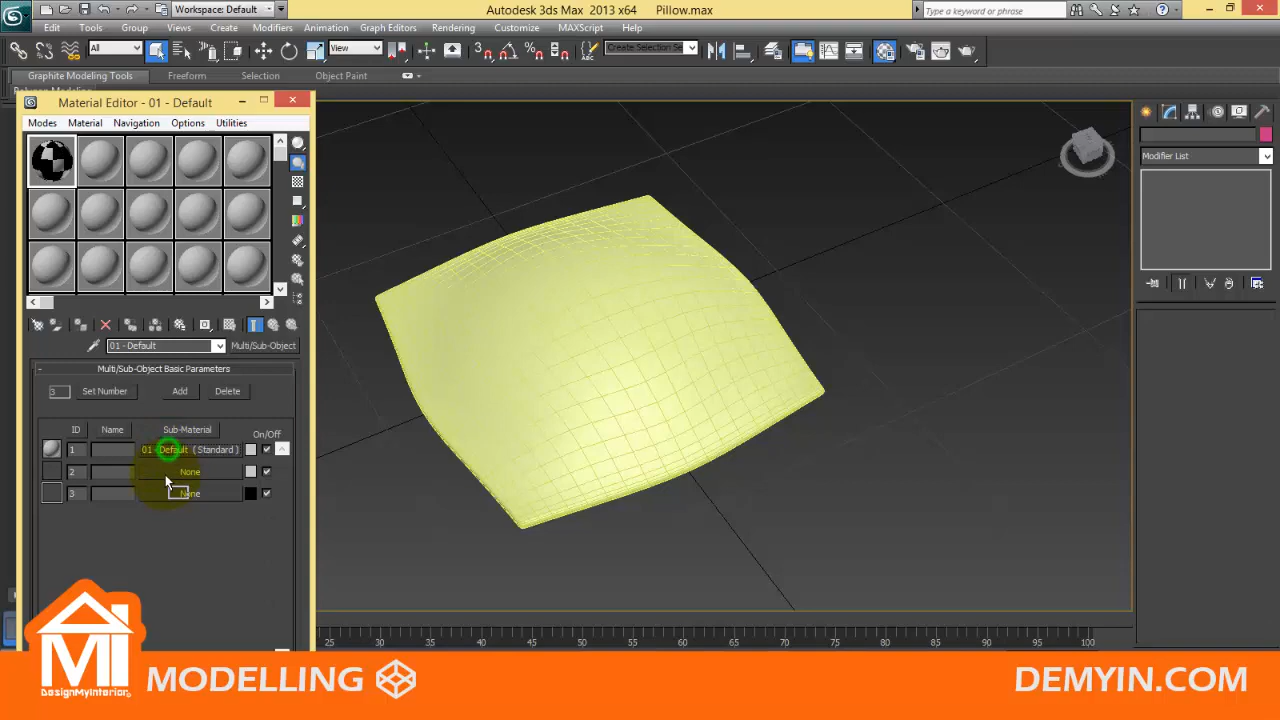 Workspace: Default
Autodesk 3ds Max 2013 x64 Pillow.max
Type a keyword or phrase
Edit Tools Group Views Create Modifiers Animation Graph Editors Rendering Customize MAXScript Help
All View Create Selection Se
Graphite Modeling Tools Freeform Selection Object Paint
Material Editor - 01 - Default
Modes Material Navigation Options Utilities
Modifier List
01 - Default Multi/Sub-Object
Multi/Sub-Object Basic Parameters
3 Set Number Add Delete
ID Name Sub-Material On/Off
1 01 - Default (Standard)
2 None
3 None
25 30 35 40 45 50 55 60 65 70 75 80 85 90 95 100
MI
DesignMyInterior.
MODELLING
DEMYIN.COM